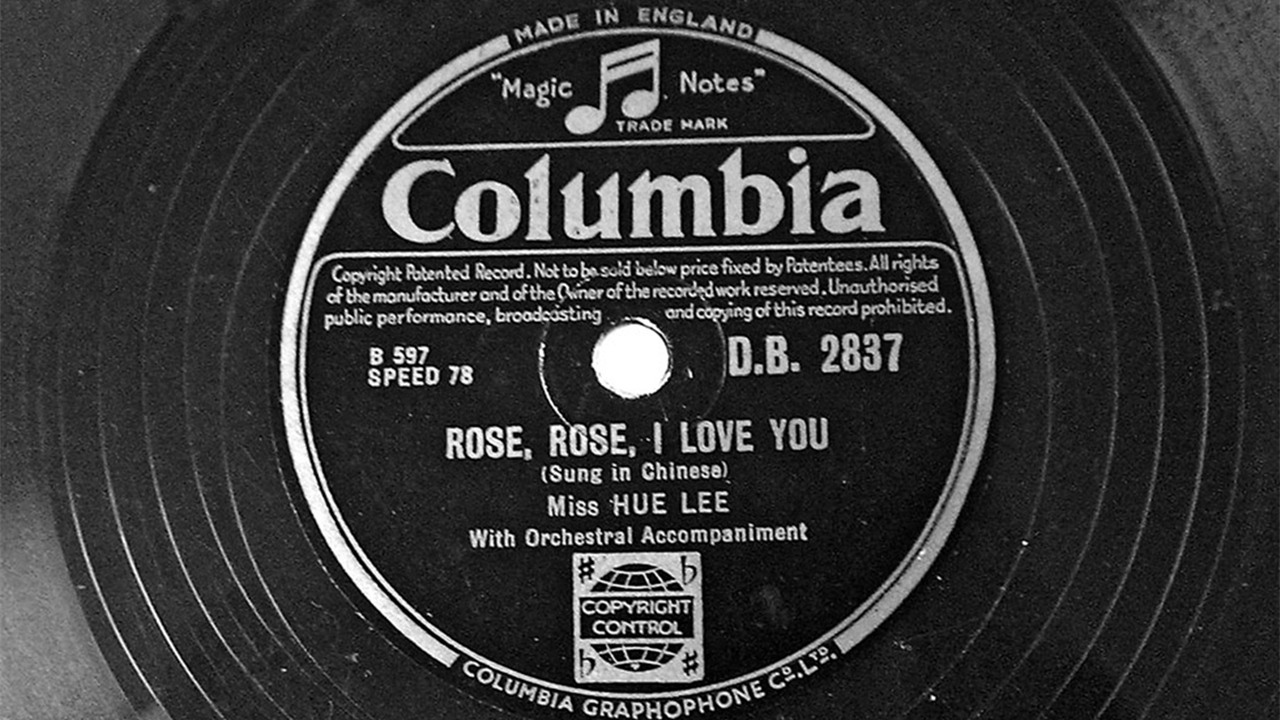 MADE IN ENGLAND
"Magic Notes"
TRADE MARK
Columbia
Copyright Patented Record. Not to be sold below price fixed by Patentees. All rights
of the manufacturer and of the Owner of the recorded work reserved. Unauthorised
public performance, broadcasting and copying of this record prohibited.
B 597
SPEED 78
D.B. 2837
ROSE, ROSE, I LOVE YOU
(Sung in Chinese)
Miss HUE LEE
With Orchestral Accompaniment
COPYRIGHT
CONTROL
COLUMBIA GRAPHOPHONE CO. LTD.